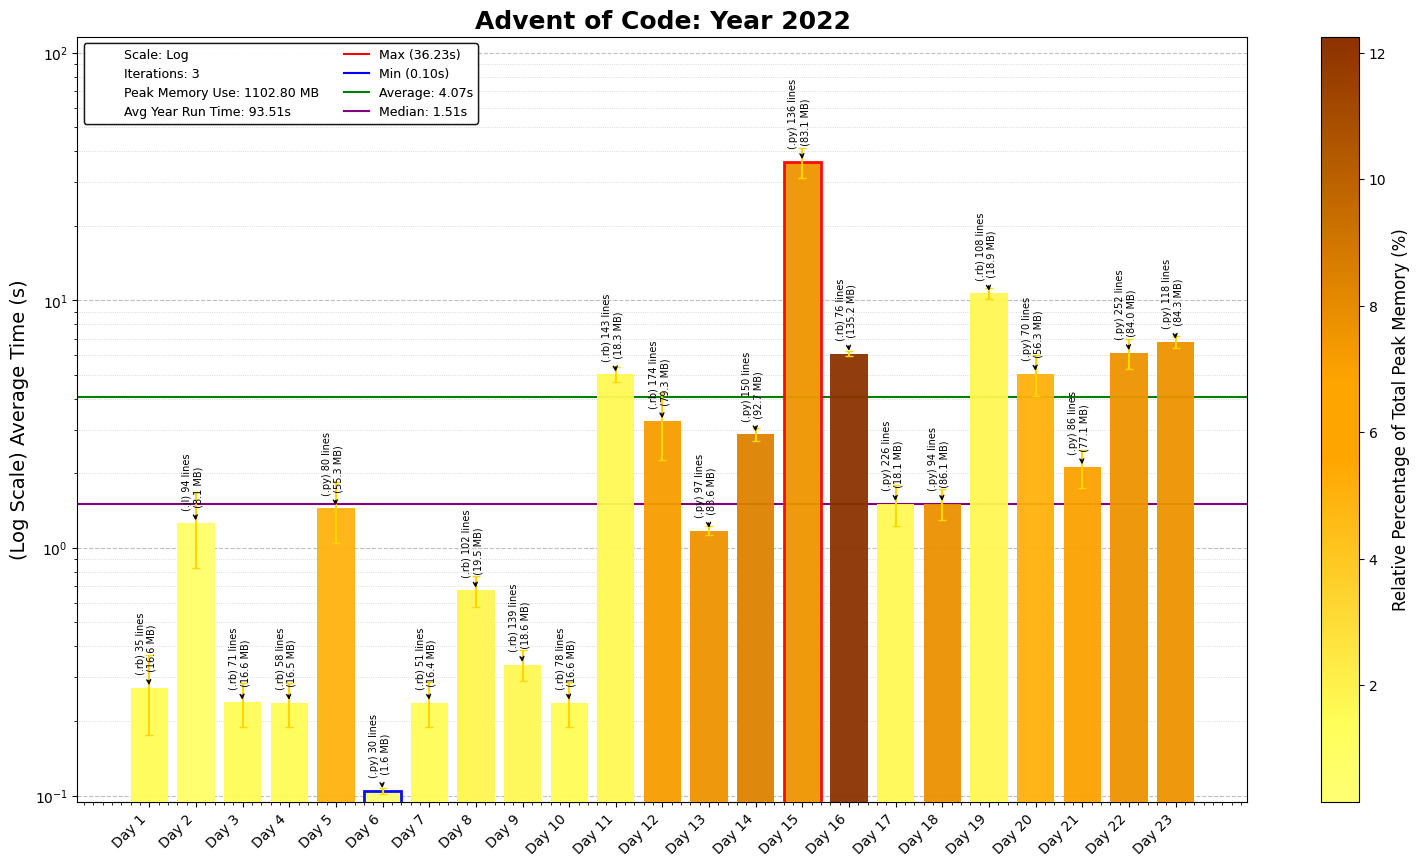 Advent of Code: Year 2022
Scale: Log
Iterations: 3
Peak Memory Use: 1102.80 MB
Avg Year Run Time: 93.51s
Max (36.23s)
Min (0.10s)
Average: 4.07s
Median: 1.51s
(Log Scale) Average Time (s)
10²
10¹
10⁰
10⁻¹
(.rb) 35 lines
(16.6 MB)
94 lines
(.rb) 71 lines
(16.6 MB)
(.rb) 58 lines
(16.5 MB)
(.py) 80 lines
(55.3 MB)
(.py) 30 lines
(1.6 MB)
(.rb) 51 lines
(16.4 MB)
(.rb) 102 lines
(19.5 MB)
(.rb) 139 lines
(18.6 MB)
(.rb) 78 lines
(16.6 MB)
(.rb) 143 lines
(18.3 MB)
(.rb) 174 lines
(79.3 MB)
(.py) 97 lines
MB)
(.py) 150 lines
(92.7 MB)
(.py) 136 lines
(83.1 MB)
(.rb) 76 lines
(135.2 MB)
(.py) 226 lines
(18.1 MB)
(.py) 94 lines
(86.1 MB)
(.rb) 108 lines
(18.9 MB)
(.py) 70 lines
(56.3 MB)
(.py) 86 lines
(77.1 MB)
(.py) 252 lines
(84.0 MB)
(.py) 118 lines
(84.3 MB)
Day 1
Day 2
Day 3
Day 4
Day 5
Day 6
Day 7
Day 8
Day 9
Day 10
Day 11
Day 12
Day 13
Day 14
Day 15
Day 16
Day 17
Day 18
Day 19
Day 20
Day 21
Day 22
Day 23
12
10
8
6
4
2
Relative Percentage of Total Peak Memory (%)